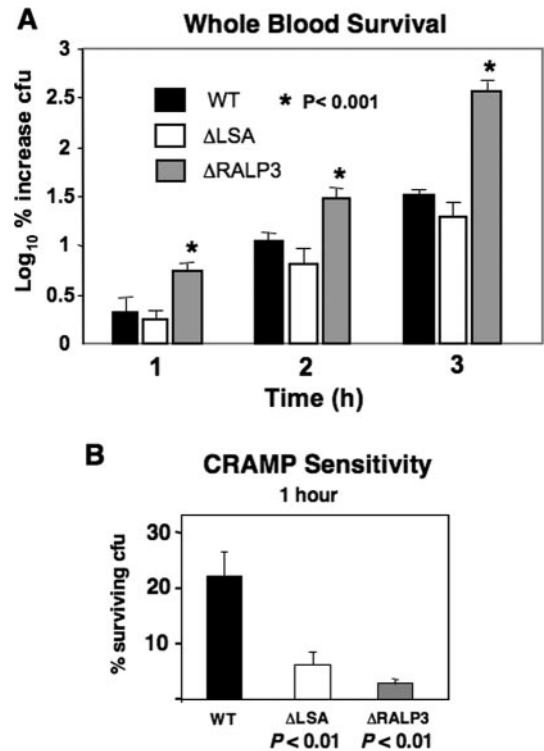 A
Whole Blood Survival
Log10 % increase cfu
3
2.5
2
1.5
1
0.5
0
WT
* P< 0.001
ΔLSA
ΔRALP3
*
*
*
1 2 3
Time (h)
B
CRAMP Sensitivity
1 hour
% surviving cfu
30
20
10
WT ΔLSA ΔRALP3
P < 0.01 P < 0.01